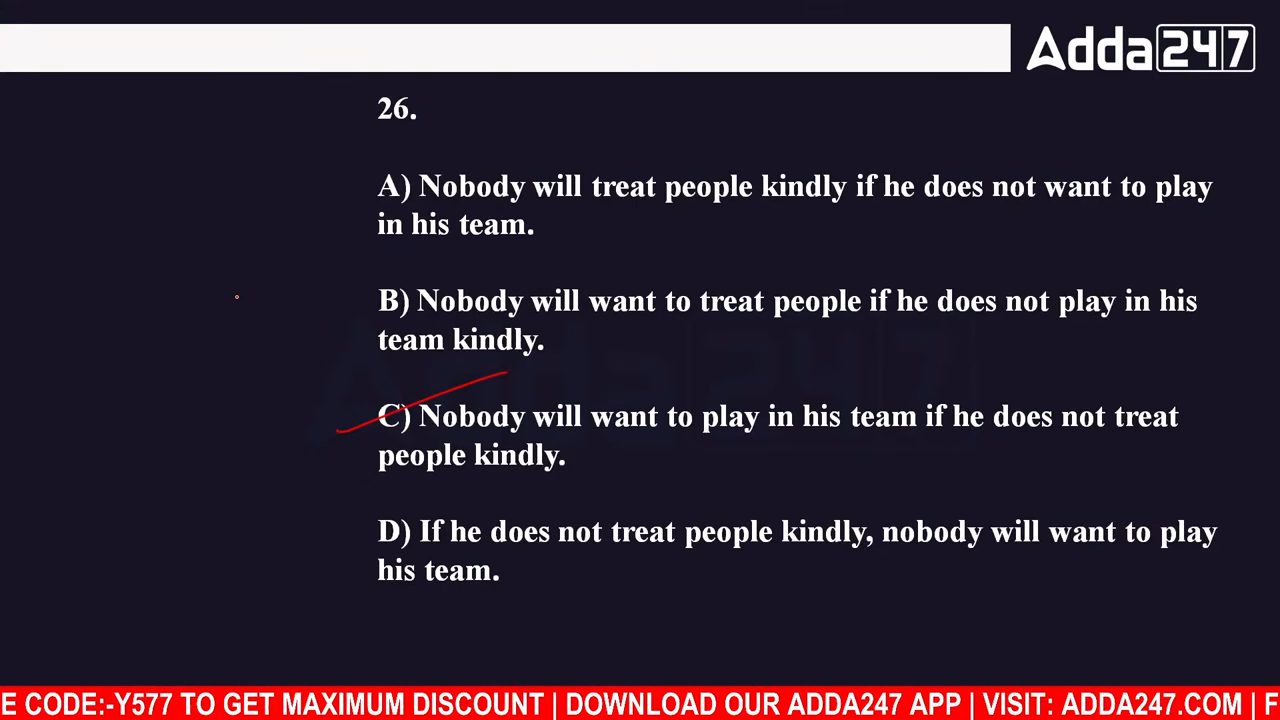 Adda247
26.
A) Nobody will treat people kindly if he does not want to play
in his team.
B) Nobody will want to treat people if he does not play in his
team kindly.
C) Nobody will want to play in his team if he does not treat
people kindly.
D) If he does not treat people kindly, nobody will want to play
his team.
E CODE:-Y577 TO GET MAXIMUM DISCOUNT | DOWNLOAD OUR ADDA247 APP | VISIT: ADDA247.COM | F